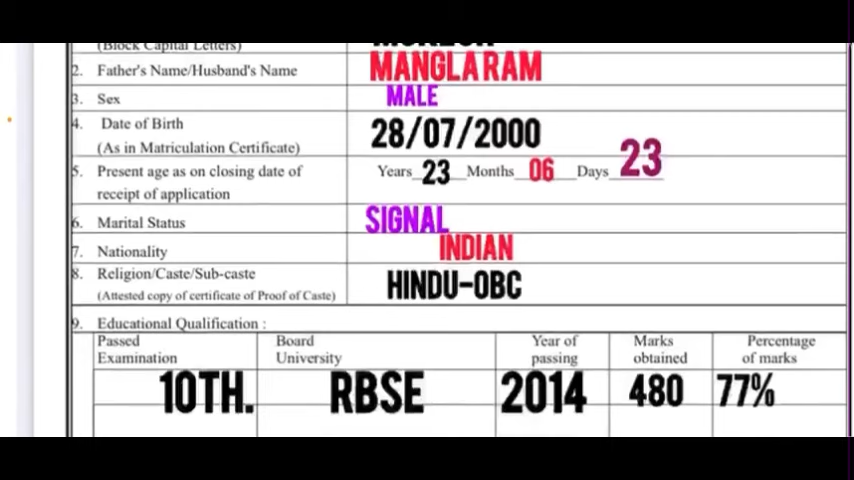 (Block Capital Letters)
2. Father's Name/Husband's Name MANGLA RAM
3. Sex MALE
4. Date of Birth
(As in Matriculation Certificate) 28/07/2000
5. Present age as on closing date of Years 23 Months 06 Days 23
receipt of application
6. Marital Status SIGNAL
7. Nationality INDIAN
8. Religion/Caste/Sub-caste
(Attested copy of certificate of Proof of Caste) HINDU-OBC
9. Educational Qualification :
Passed Examination Board University Year of passing Marks obtained Percentage of marks
10TH. RBSE 2014 480 77%